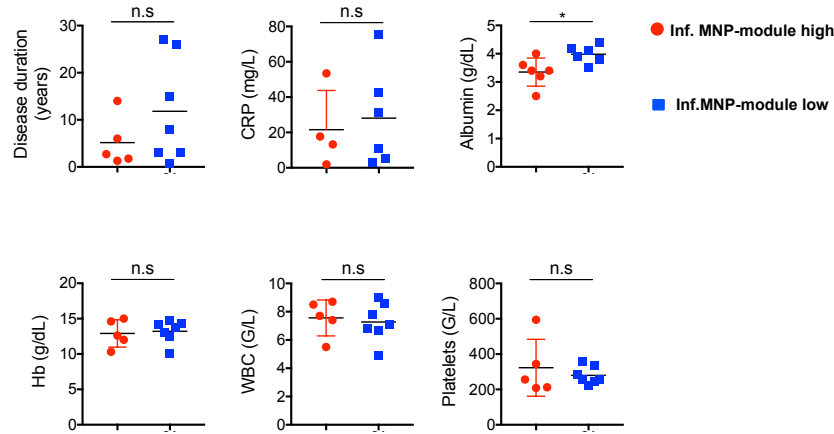 n.s
Disease duration
(years)
30
20
10
0
n.s
CRP (mg/L)
80
60
40
20
0
*
Albumin (g/dL)
5
4
3
2
1
0
Inf. MNP-module high
Inf.MNP-module low
n.s
Hb (g/dL)
20
15
10
5
0
n.s
WBC (G/L)
10
8
6
4
2
0
n.s
Platelets (G/L)
800
600
400
200
0